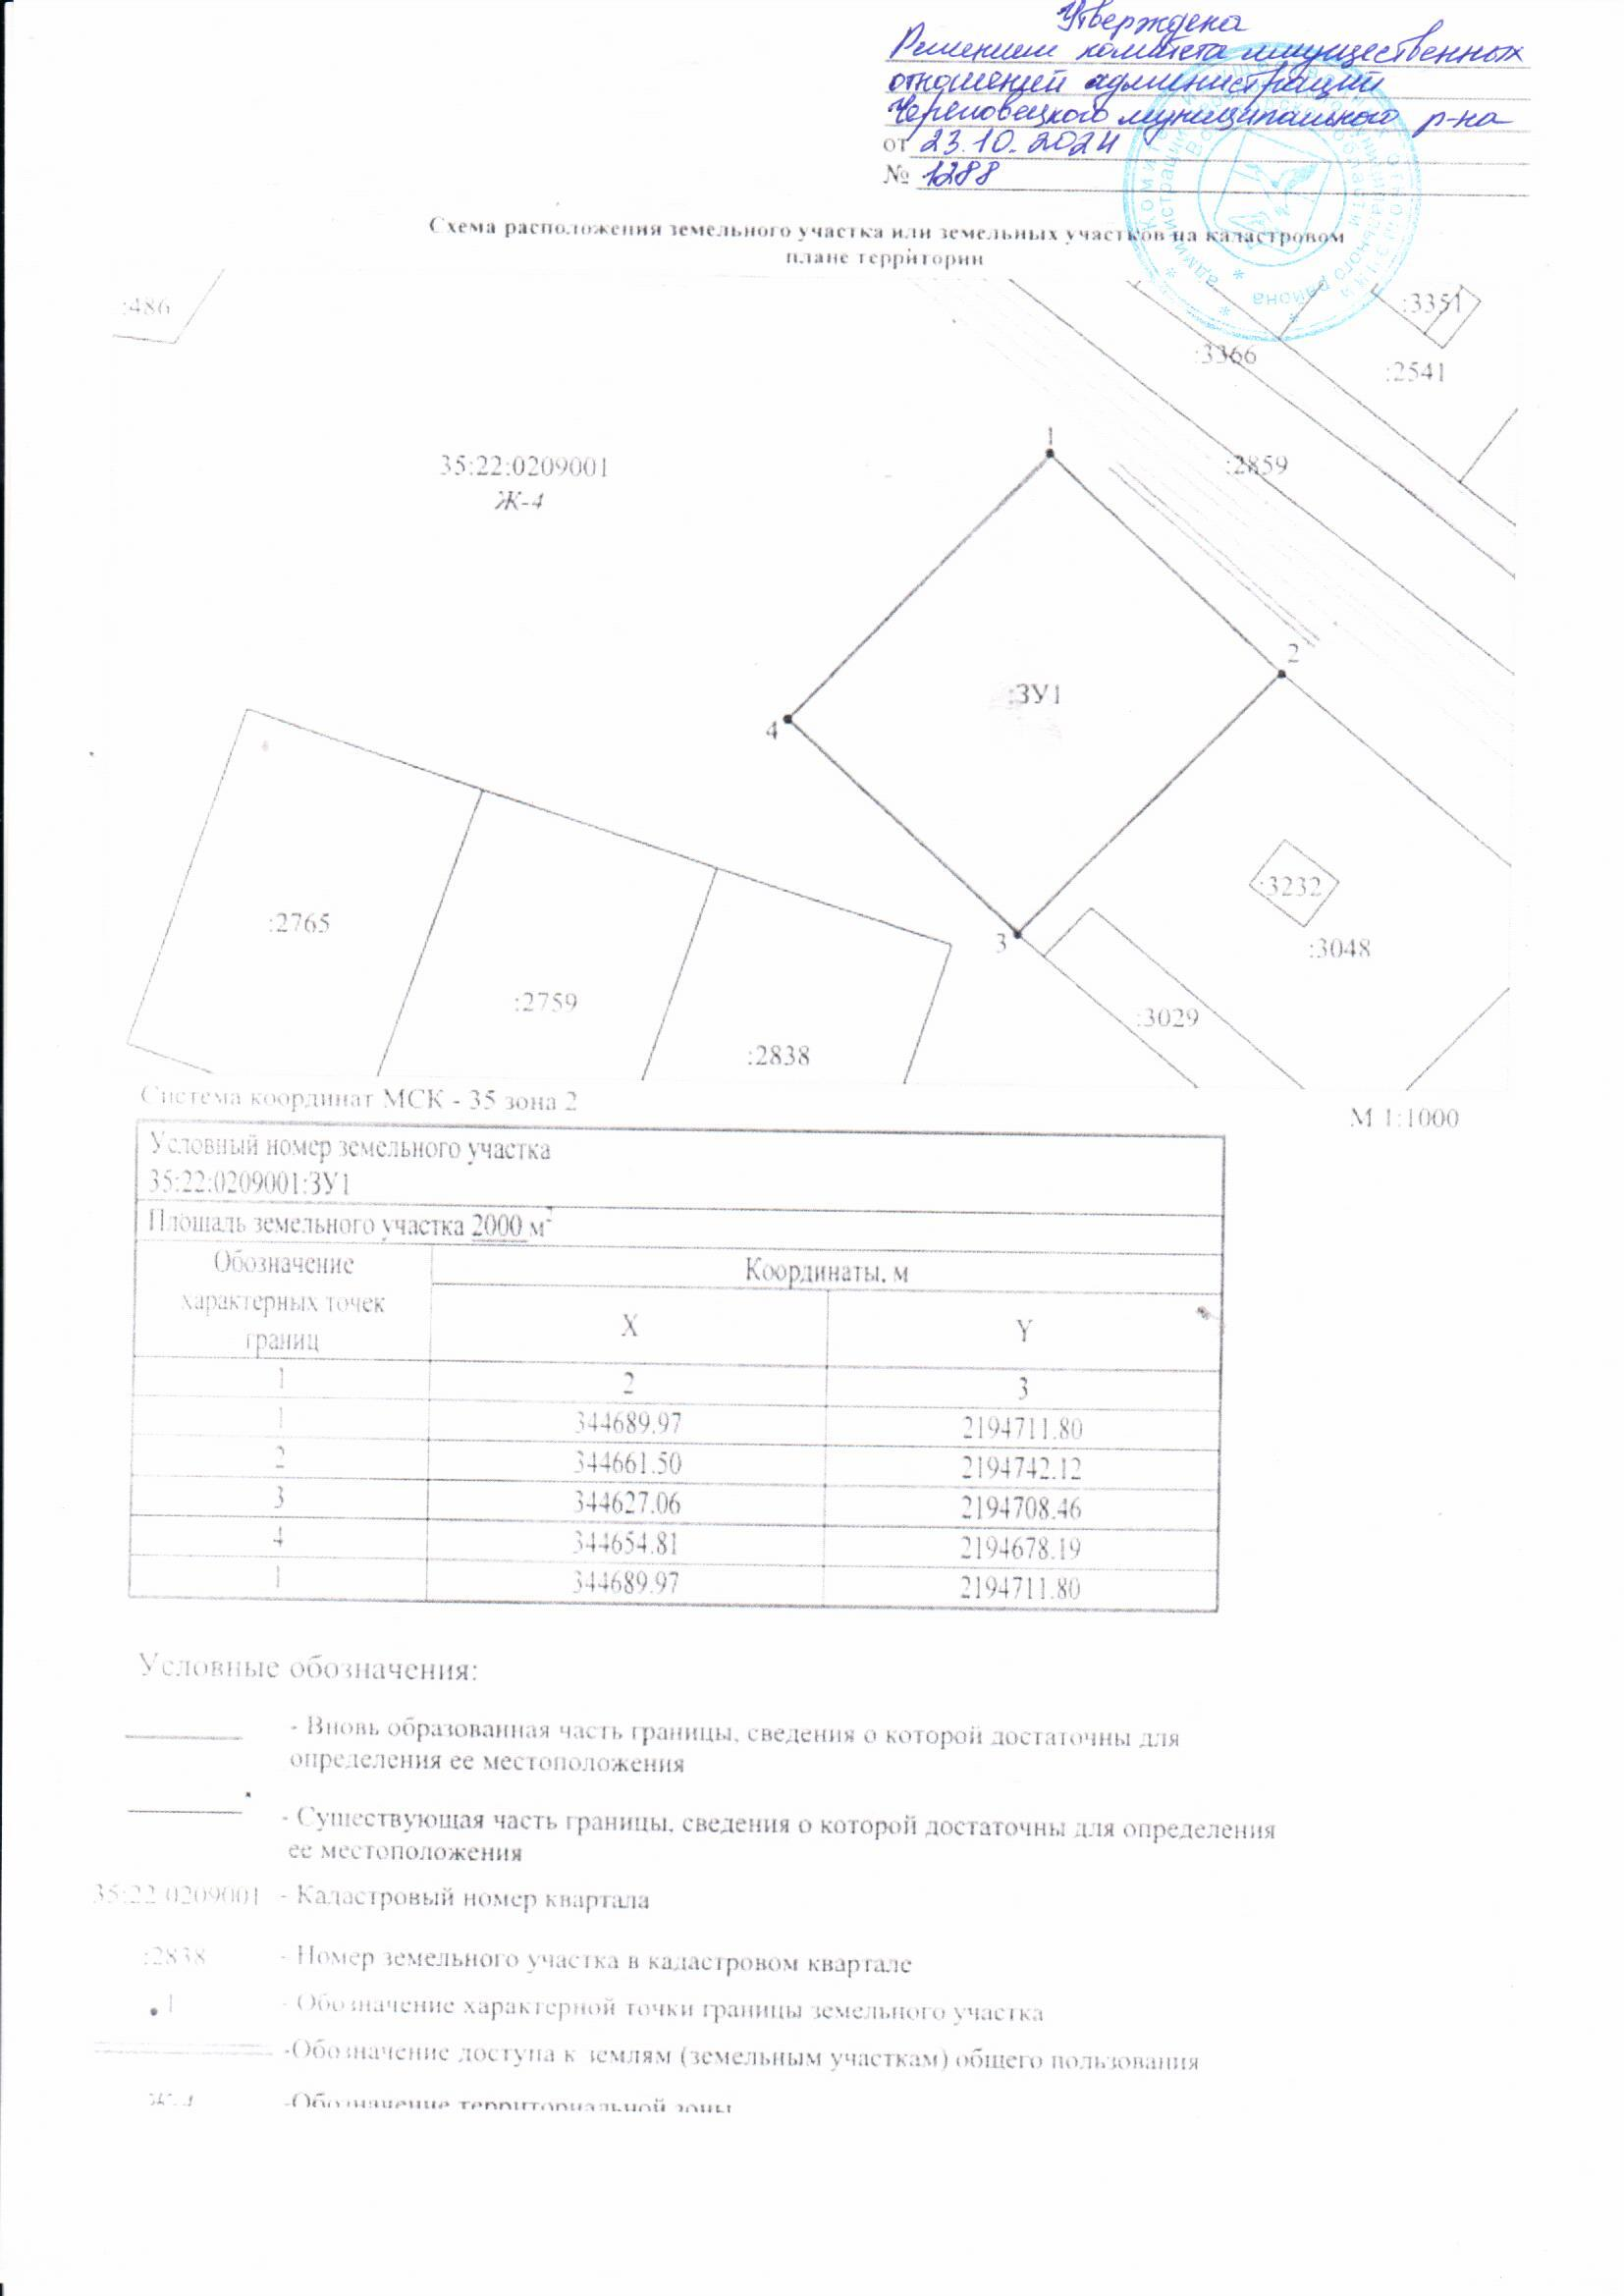 Утверждена
Решением комитета имущественных
отношений администрации
Череповецкого муниципального р-на
от 23.10.2024
№ 1288
Схема расположения земельного участка или земельных участков на кадастровом
плане территории
:486
:3351
:3366
:2541
35:22:0209001
Ж-4
1
:2859
2
:ЗУ1
4
:3232
:2765
3
:3048
:2759
:3029
:2838
Система координат МСК - 35 зона 2
М 1:1000
Условный номер земельного участка
35:22:0209001:ЗУ1
Площадь земельного участка 2000 м²
Обозначение
характерных точек
границ
Координаты, м
X Y
1 2 3
1 344689.97 2194711.80
2 344661.50 2194742.12
3 344627.06 2194708.46
4 344654.81 2194678.19
1 344689.97 2194711.80
Условные обозначения:
- Вновь образованная часть границы, сведения о которой достаточны для
определения ее местоположения
- Существующая часть границы, сведения о которой достаточны для определения
ее местоположения
35:22:0209001 - Кадастровый номер квартала
:2838 - Номер земельного участка в кадастровом квартале
1 - Обозначение характерной точки границы земельного участка
-Обозначение доступа к землям (земельным участкам) общего пользования
Ж-4 -Обозначение территориальной зоны